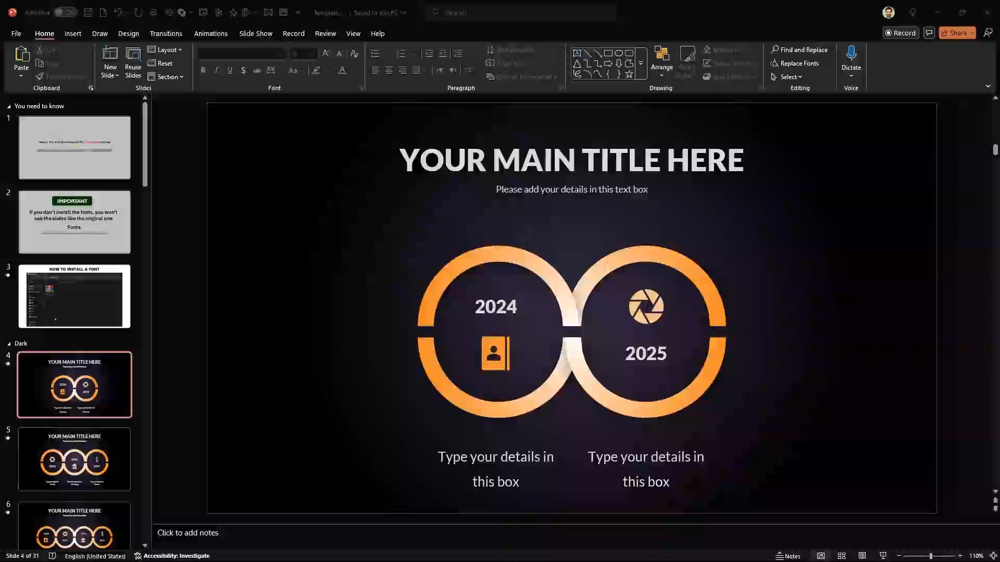 AutoSave
Saved to this PC
Search
File
Home
Insert
Draw
Design
Transitions
Animations
Slide Show
Record
Review
View
Help
Record
Share
Paste
Clipboard
New
Slide
Reuse
Slides
Layout
Reset
Section
Slides
Font
Paragraph
Arrange
Drawing
Find and Replace
Replace Fonts
Select
Editing
Dictate
Voice
You need to know
1
2
IMPORTANT
If you don't install the fonts, you won't
see the slides like the original one
Fonts.
3
HOW TO INSTALL A FONT
Dark
4
YOUR MAIN TITLE HERE
5
YOUR MAIN TITLE HERE
6
YOUR MAIN TITLE HERE
YOUR MAIN TITLE HERE
Please add your details in this text box
2024
2025
Type your details in
this box
Type your details in
this box
Click to add notes
Slide 4 of 31
English (United States)
Accessibility: Investigate
Notes
110%